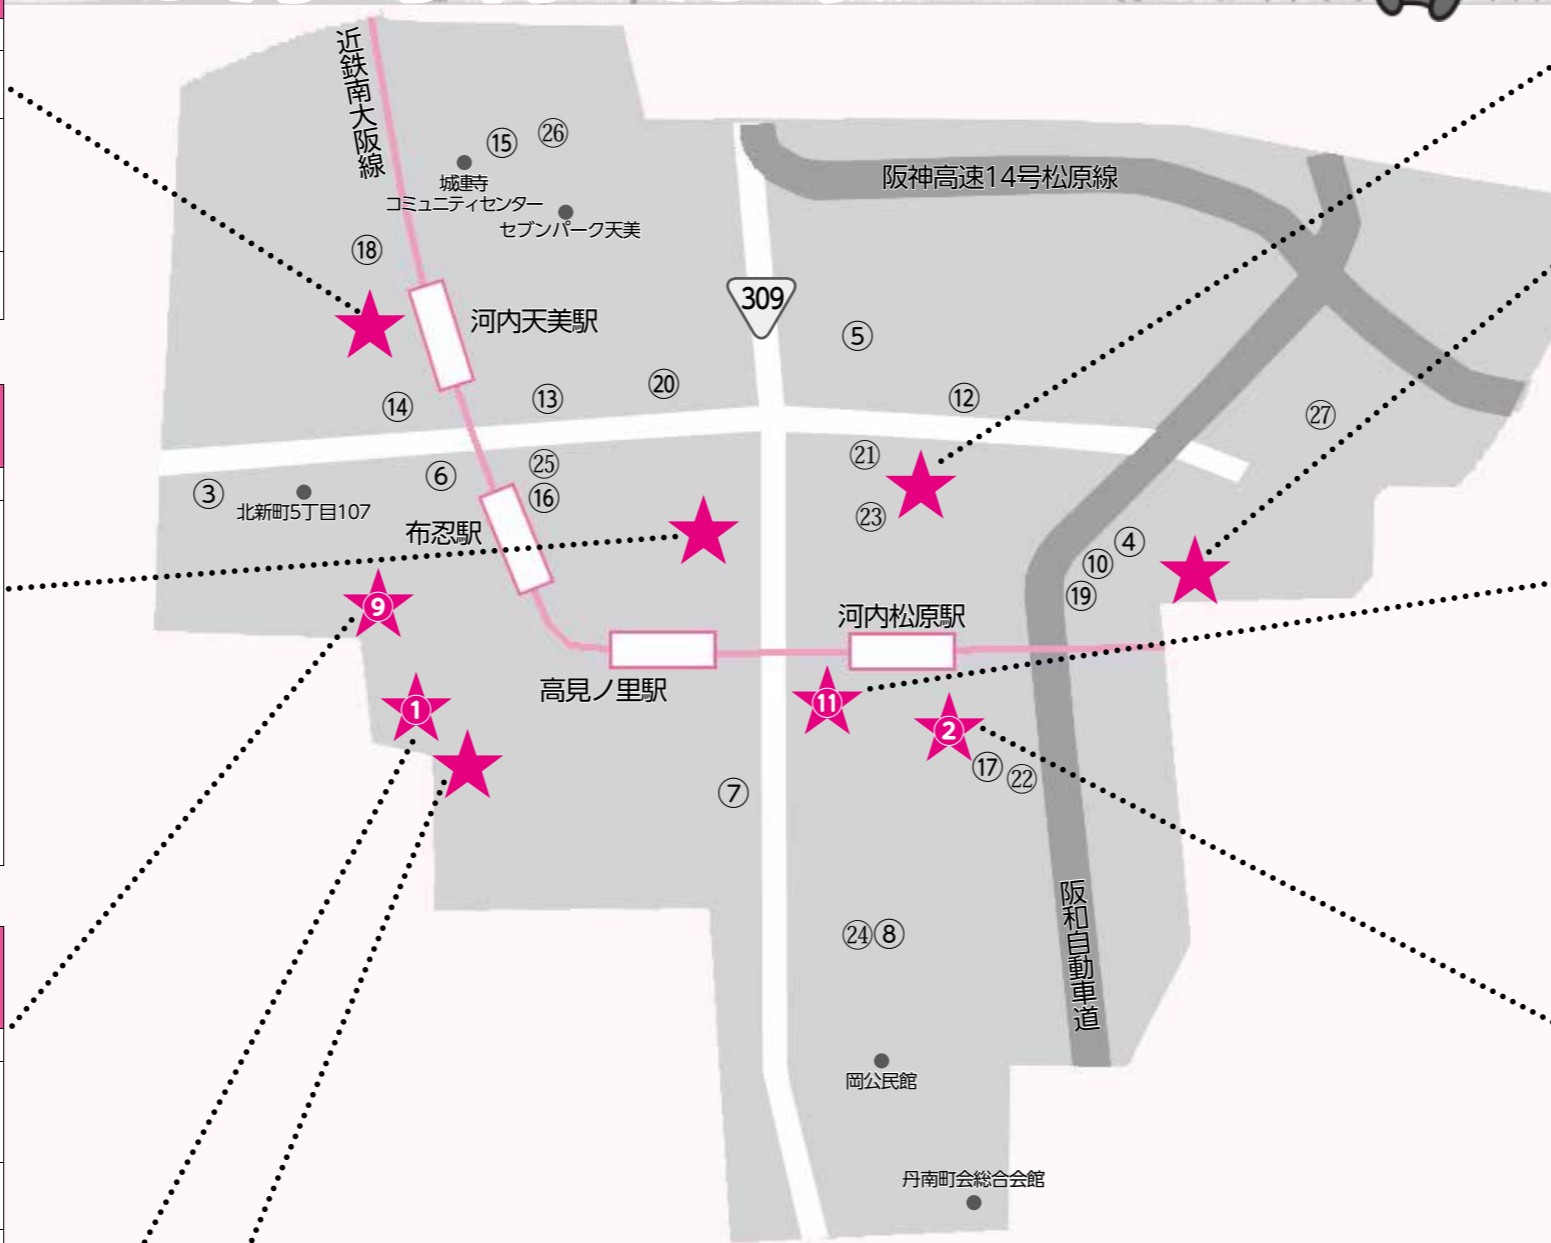 近鉄南大阪線
⑮
㉖
城連寺
コミュニティセンター
セブンパーク天美
阪神高速14号松原線
⑱
河内天美駅
309
⑤
⑭
⑬
⑳
⑫
㉗
③
北新町5丁目107
⑥
㉕
⑯
布忍駅
㉑
㉓
④
⑩
⑲
9
河内松原駅
高見ノ里駅
1
11
2
⑰
㉒
⑦
㉔⑧
阪和自動車道
岡公民館
丹南町会総合会館